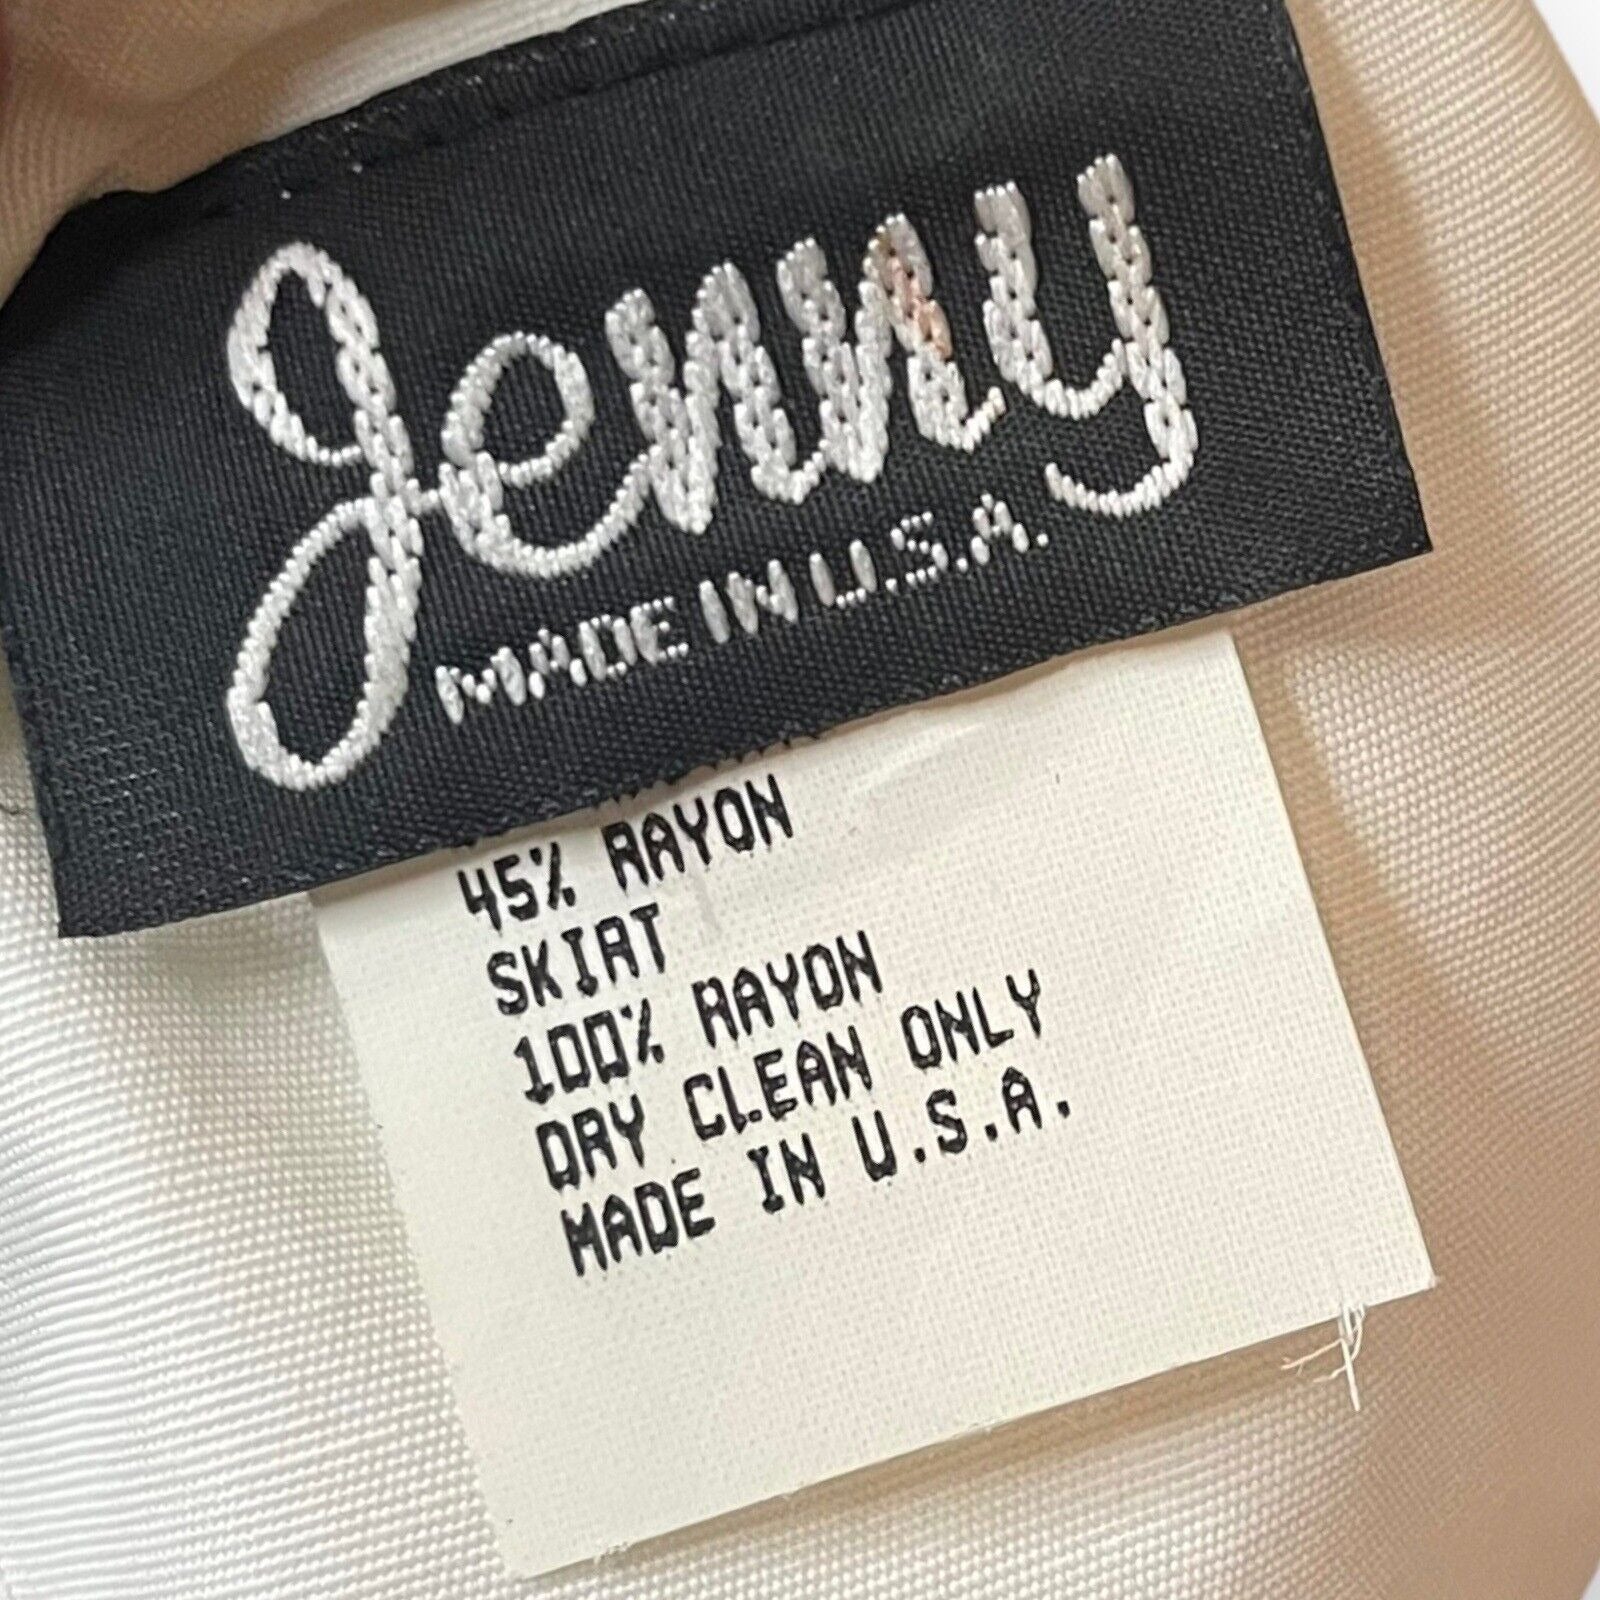 Jenny
MADE IN U.S.A.
45% RAYON
SKIRT
100% RAYON
DRY CLEAN ONLY
MADE IN U.S.A.